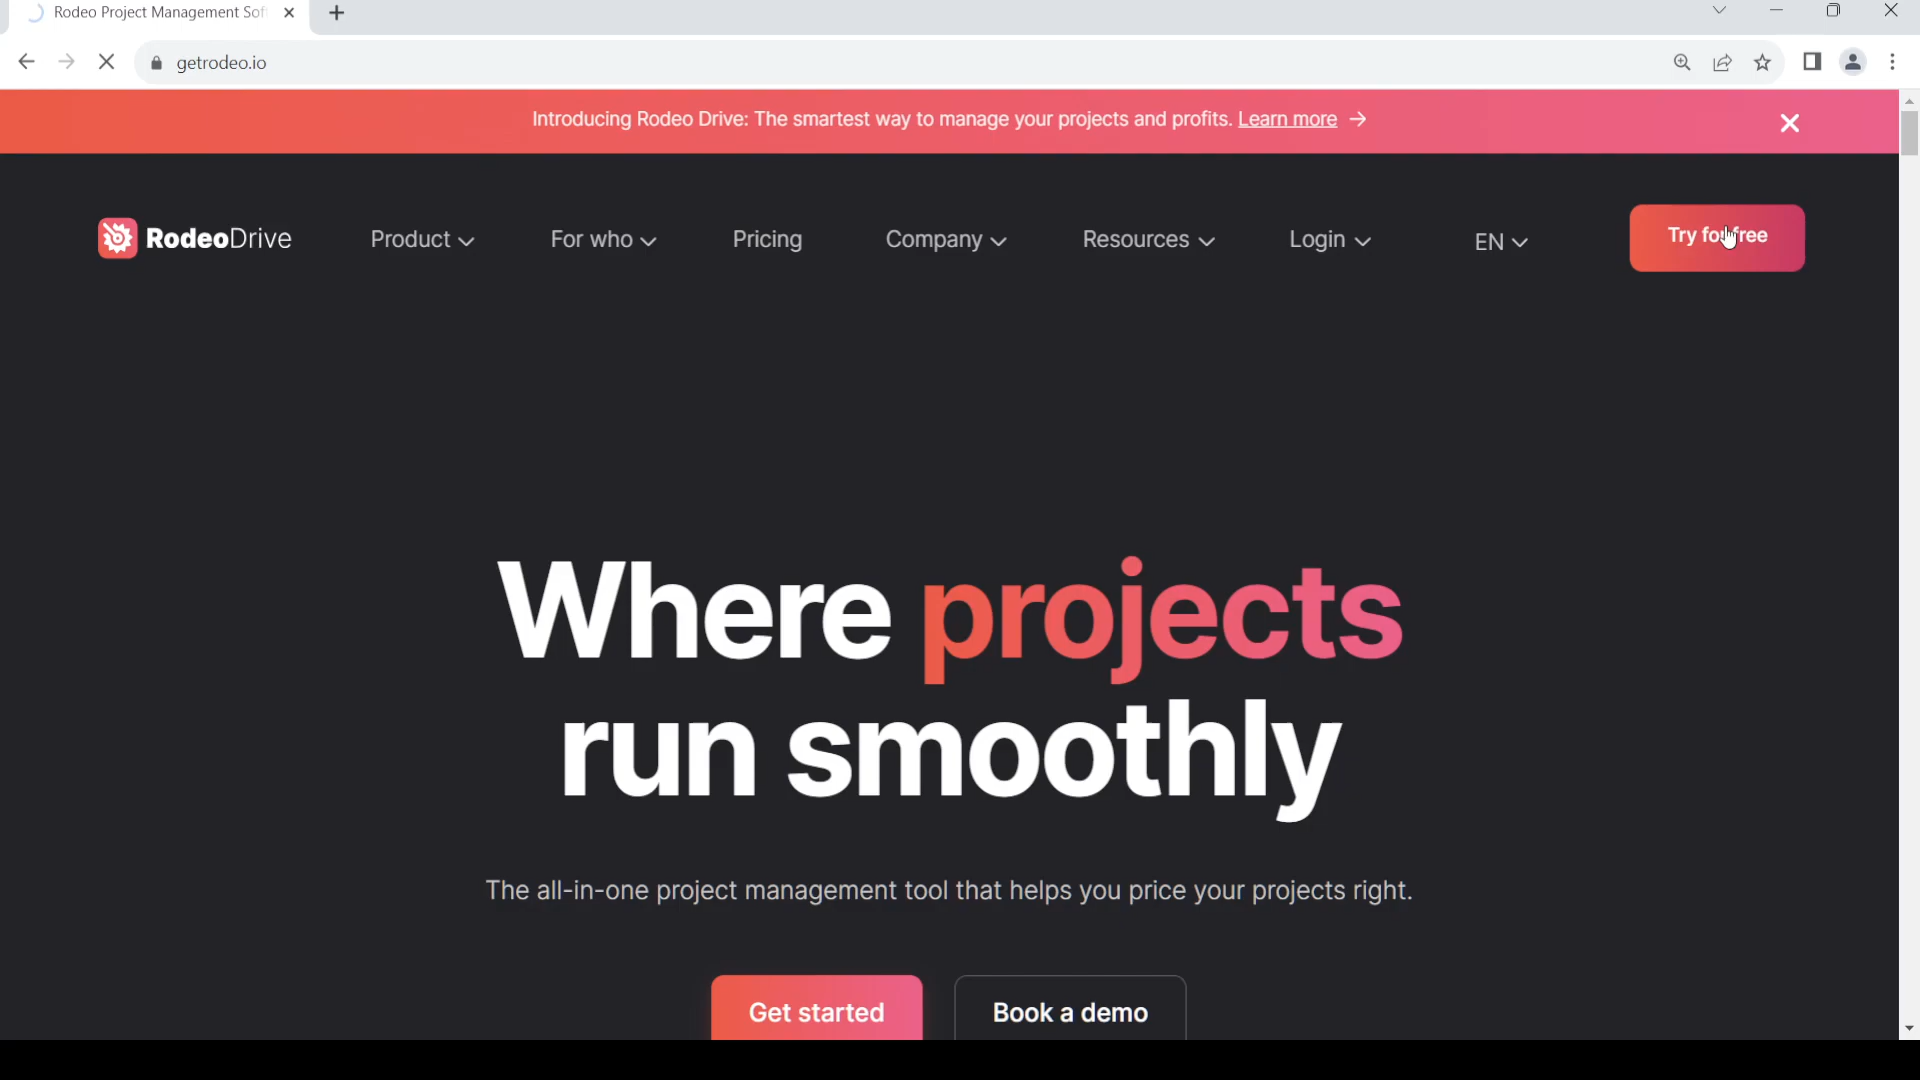 Rodeo Project Management Sof
getrodeo.io
Introducing Rodeo Drive: The smartest way to manage your projects and profits. Learn more →
RodeoDrive
Product
For who
Pricing
Company
Resources
Login
EN
Try for free
Where projects
run smoothly
The all-in-one project management tool that helps you price your projects right.
Get started
Book a demo